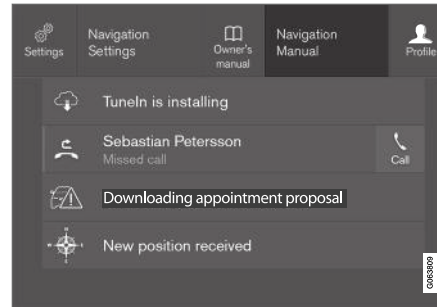 Settings
Navigation
Settings
Owner's
manual
Navigation
Manual
Profile
TuneIn is installing
Sebastian Petersson
Missed call
Call
Downloading appointment proposal
New position received
G063809